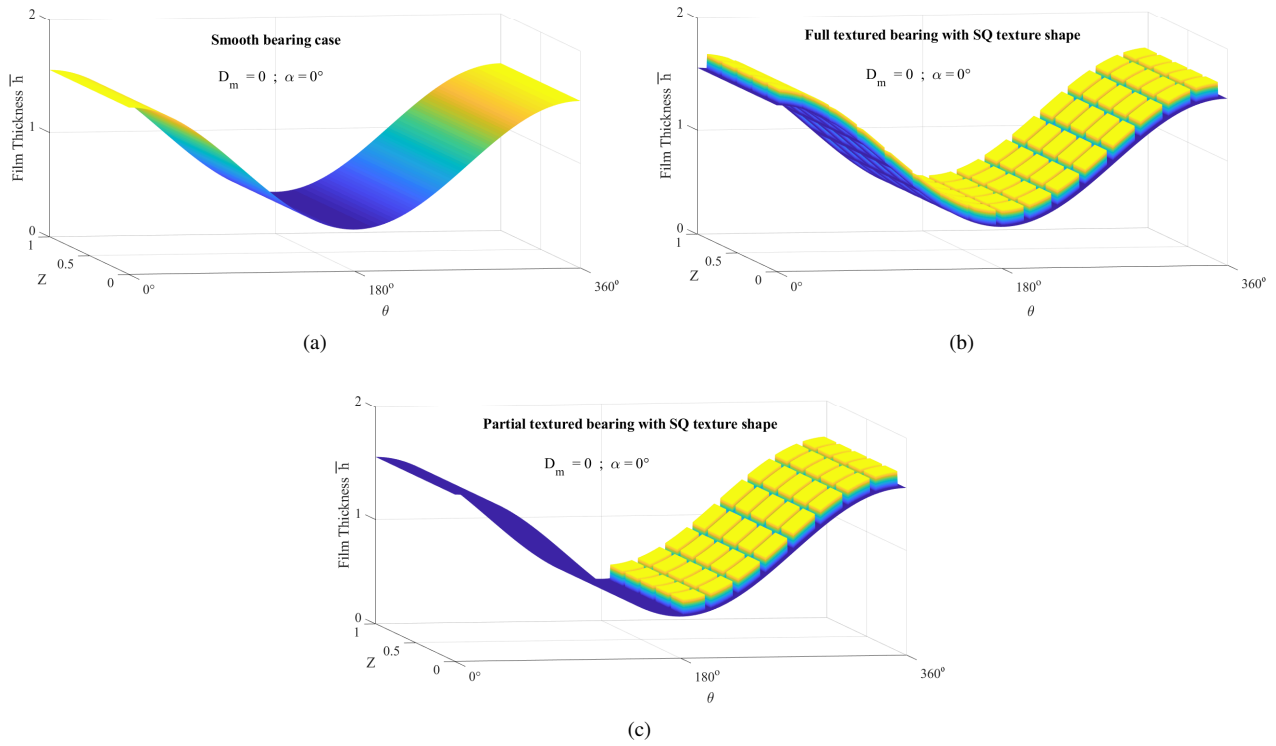 Smooth bearing case
D_m = 0 ; α = 0°
Film Thickness h̅
2
1
0
1
0.5
0
Z
0°
180°
360°
θ
(a)
Full textured bearing with SQ texture shape
D_m = 0 ; α = 0°
Film Thickness h̅
2
1
0
1
0.5
0
Z
0°
180°
360°
θ
(b)
Partial textured bearing with SQ texture shape
D_m = 0 ; α = 0°
Film Thickness h̅
2
1
0
1
0.5
0
Z
0°
180°
360°
θ
(c)